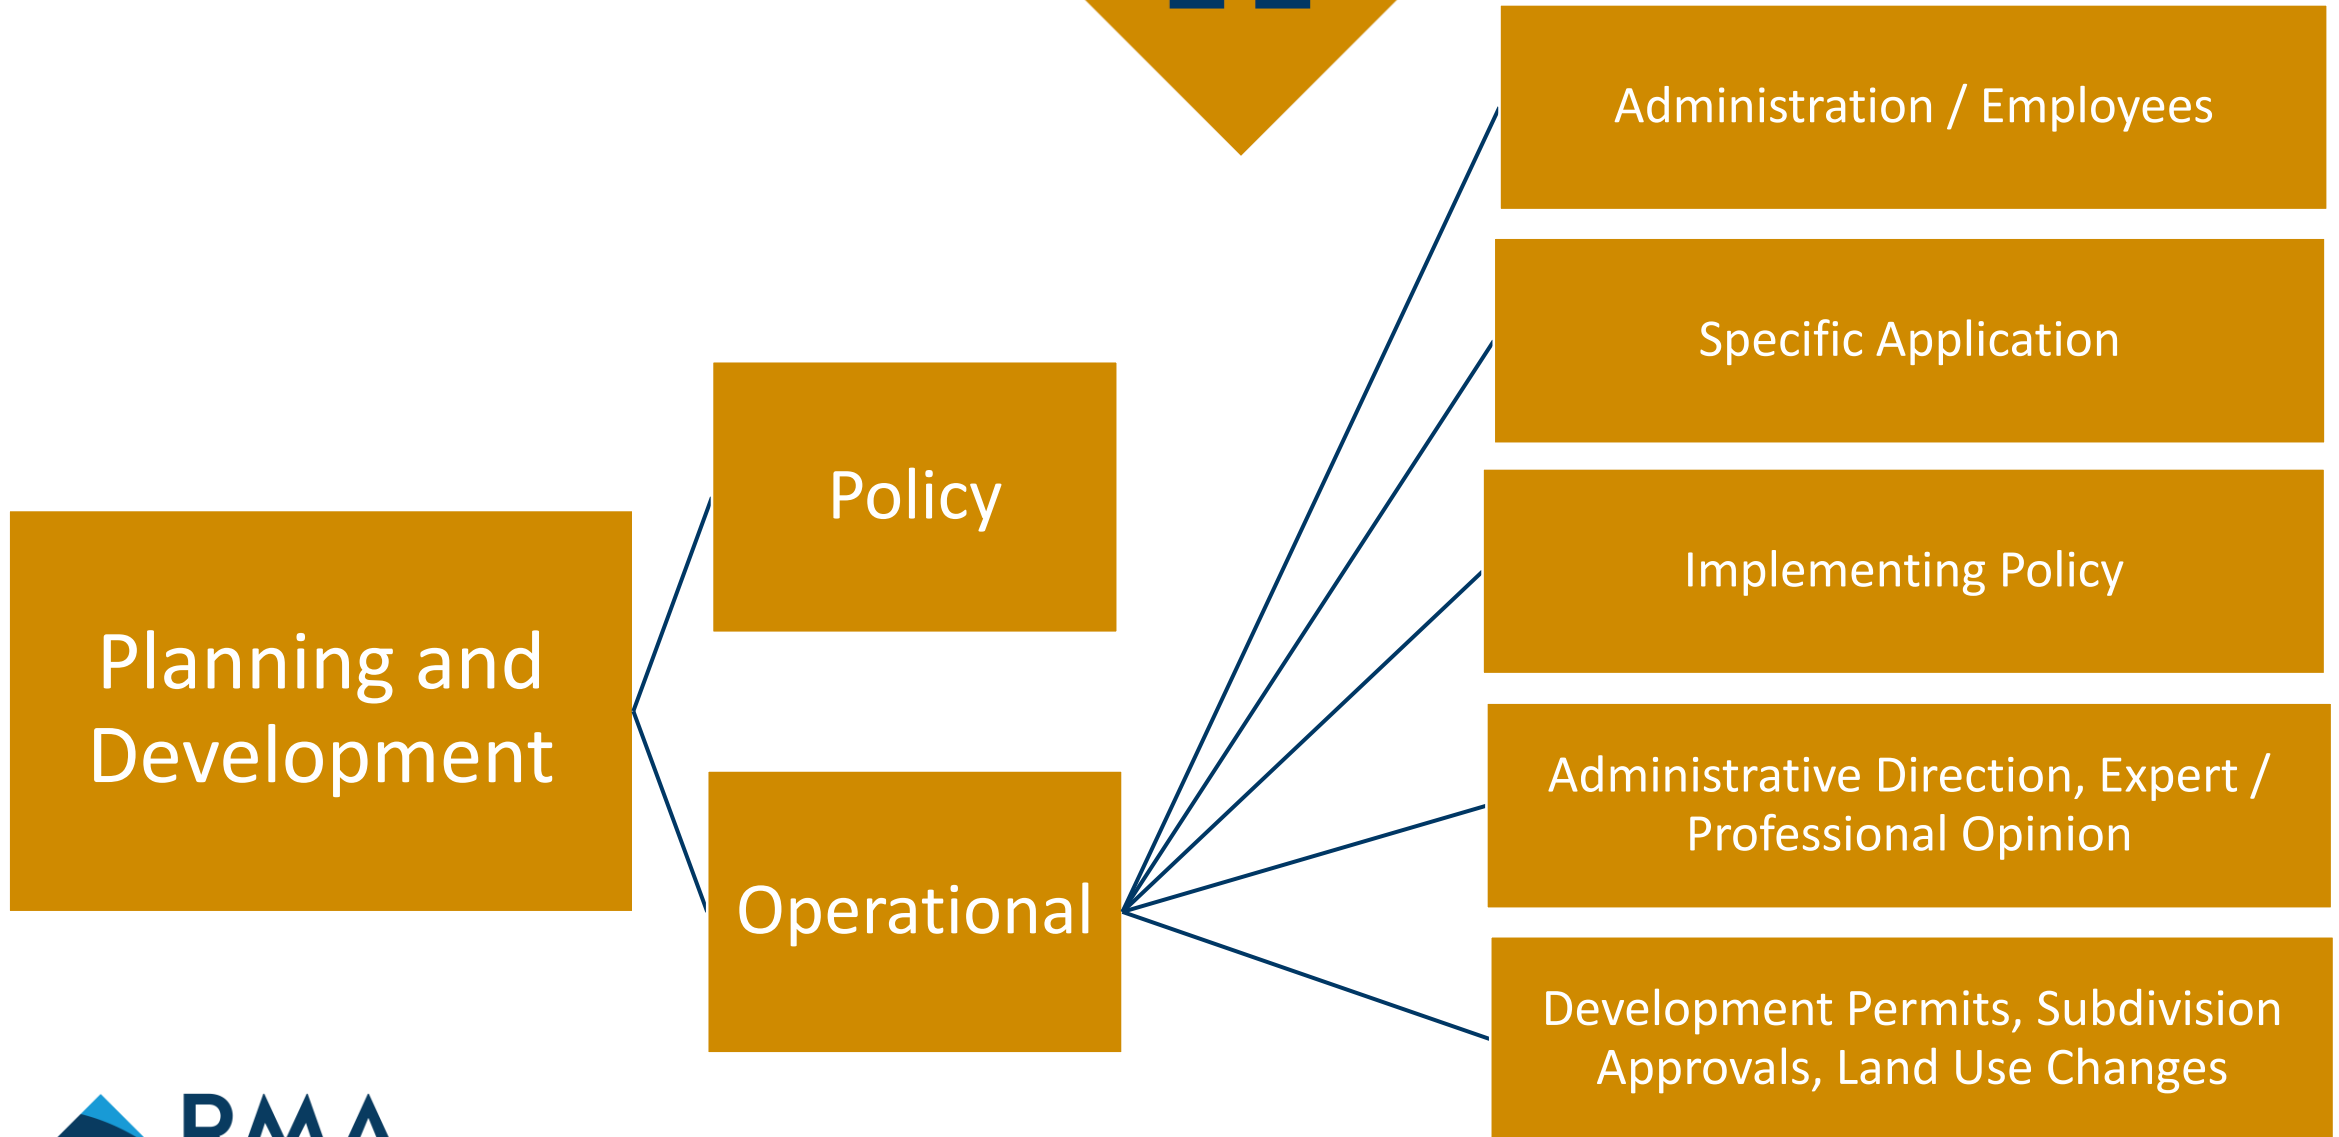 Planning and
Development
Policy
Operational
Administration / Employees
Specific Application
Implementing Policy
Administrative Direction, Expert /
Professional Opinion
Development Permits, Subdivision
Approvals, Land Use Changes
RMA